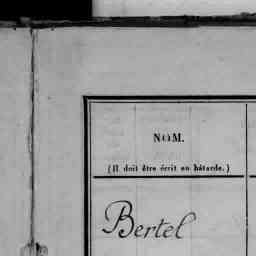 NOM.
(Il doit être écrit en bâtarde.)
Bertel